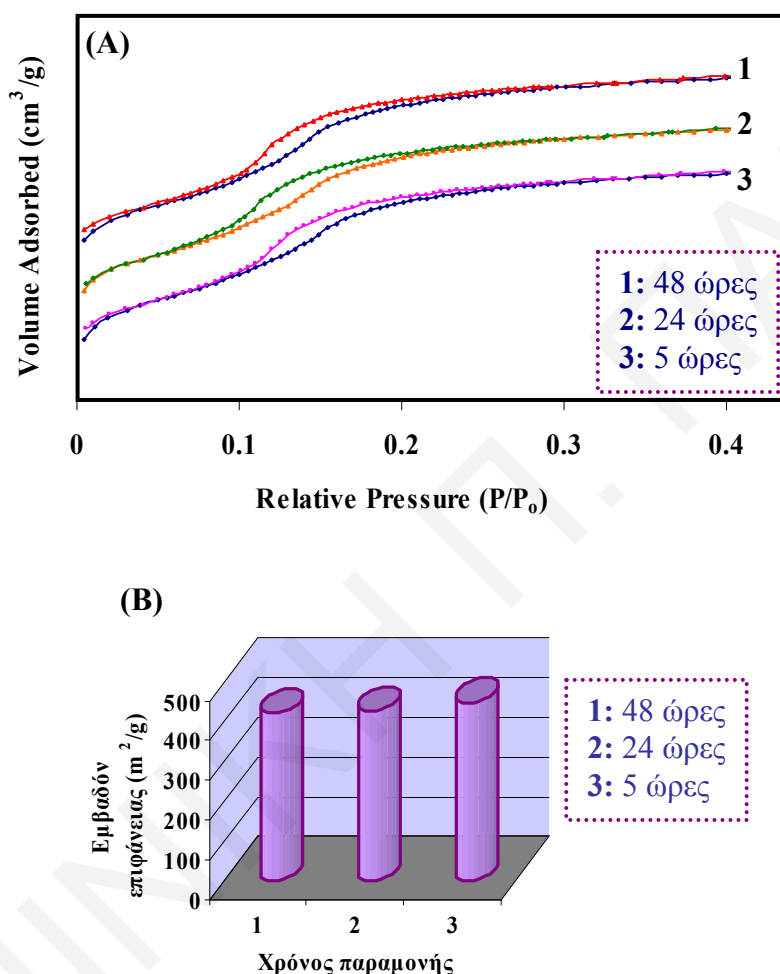 (A)
Volume Adsorbed (cm³/g)
1
2
3
1: 48 ώρες
2: 24 ώρες
3: 5 ώρες
0 0.1 0.2 0.3 0.4
Relative Pressure (P/Pₒ)
(B)
Εμβαδόν
επιφάνειας (m²/g)
500
400
300
200
100
0
1 2 3
Χρόνος παραμονής
1: 48 ώρες
2: 24 ώρες
3: 5 ώρες